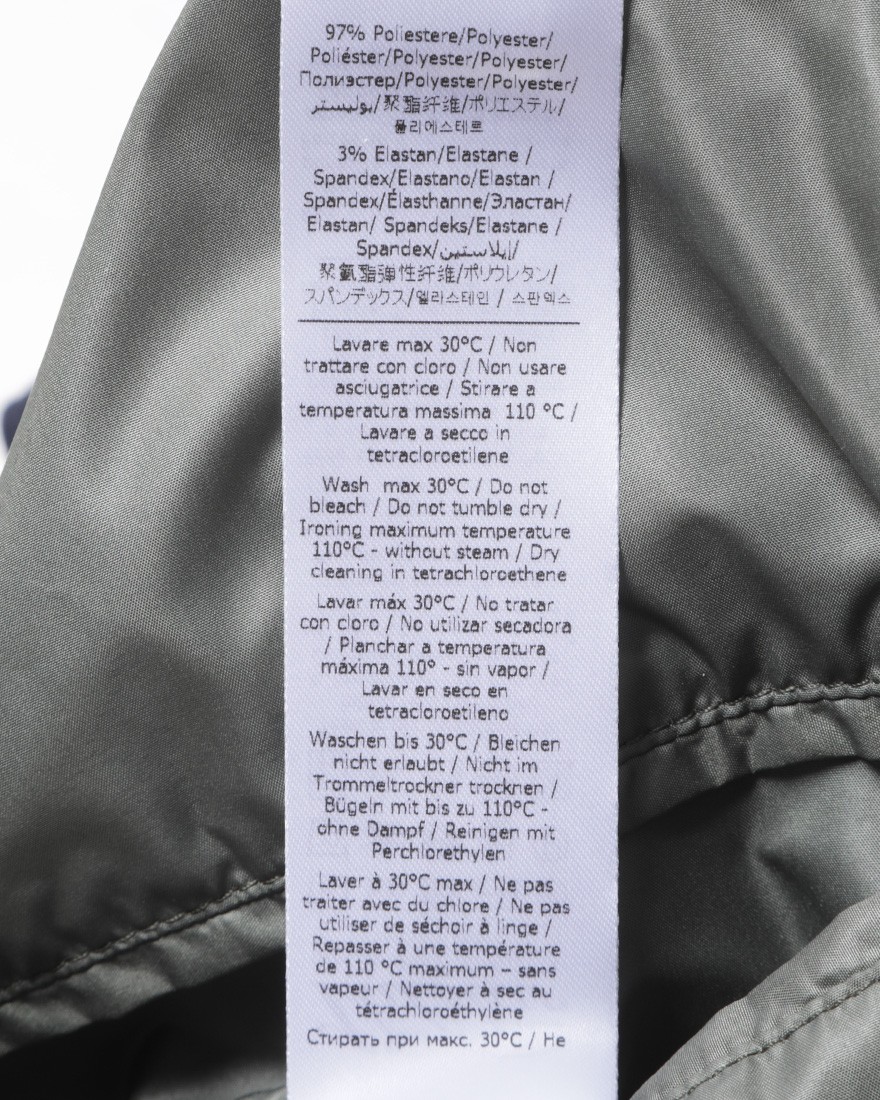 97% Poliestere/Polyester/
Poliéster/Polyester/Polyester/
Полиэстер/Polyester/Polyester/
بوليستر/聚酯纤维/ポリエステル/
폴리에스테르
3% Elastan/Elastane /
Spandex/Elastano/Elastan /
Spandex/Élasthanne/Эластан/
Elastan/ Spandeks/Elastane /
Spandex/إيلاستين/
聚氨酯弹性纤维/ポリウレタン/
スパンデックス/엘라스테인 / 스판덱스
Lavare max 30°C / Non
trattare con cloro / Non usare
asciugatrice / Stirare a
temperatura massima 110 °C /
Lavare a secco in
tetracloroetilene
Wash max 30°C / Do not
bleach / Do not tumble dry /
Ironing maximum temperature
110°C - without steam / Dry
cleaning in tetrachloroethene
Lavar máx 30°C / No tratar
con cloro / No utilizar secadora
/ Planchar a temperatura
máxima 110° - sin vapor /
Lavar en seco en
tetracloroetileno
Waschen bis 30°C / Bleichen
nicht erlaubt / Nicht im
Trommeltrockner trocknen /
Bügeln mit bis zu 110°C -
ohne Dampf / Reinigen mit
Perchlorethylen
Laver à 30°C max / Ne pas
traiter avec du chlore / Ne pas
utiliser de séchoir à linge /
Repasser à une température
de 110 °C maximum – sans
vapeur / Nettoyer à sec au
tétrachloroéthylène
Стирать при макс. 30°C / Не